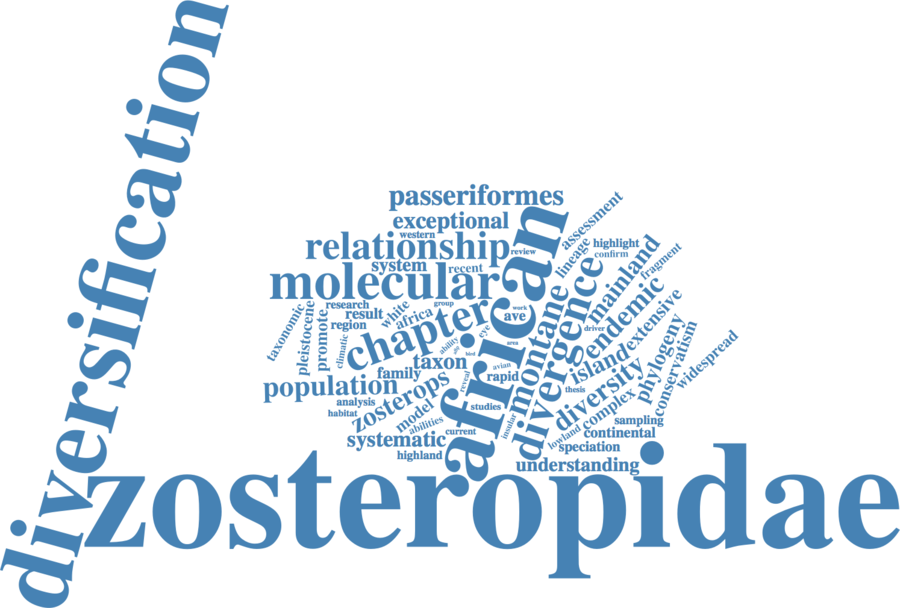 diversification
zosteropidae
african
passeriformes
exceptional
western
relationship
review
system
recent
molecular
assessment
lineage
highlight
confirm
mainland
fragment
taxonomic
pleistocene
promote
research
result
region
white
africa
group
climatic
chapter
ability
eye
bird
work
ave
area
driver
montane
divergence
endemic
extensive
island
phylogeny
conservatism
widespread
taxon
family
population
zosterops
reveal
avian
rapid
thesis
diversity
analysis
habitat
model
abilities
studies
current
insular
lowland
complex
sampling
continental
speciation
systematic
highland
understanding